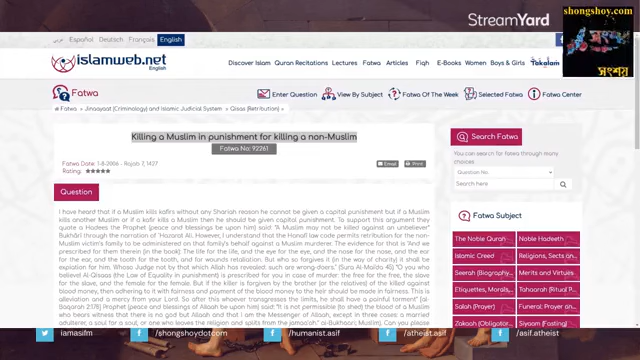 StreamYard
shongshoy.com
সংশয়
عربي Español Deutsch Français English
islamweb.net
English
Discover Islam Quran Recitations Lectures Fatwa Articles Fiqh E-Books Women Boys & Girls Takalam
Fatwa
Enter Question View By Subject Fatwa Of The Week Selected Fatwa Fatwa Center
Fatwa » Jinaayaat (Criminology) and Islamic Judicial System » Qisas (Retribution) »
Killing a Muslim in punishment for killing a non-Muslim
Fatwa No: 92261
Fatwa Date: 1-8-2006 - Rajab 7, 1427
Email Print
Rating:
Question
I have heard that if a Muslim kills kafirs without any Shariah reason he cannot be given a capital punishment but if a Muslim
kills another Muslim or if a kafir kills a Muslim then he should be given capital punishment. To support this argument they
quote a Hadees the Prophet (peace and blessings be upon him) said: "A Muslim may not be killed against an unbeliever"
Bukhari through the narration of "Hazarat Ali. However, I understand that the Hanafi law code permits retribution for the non-
Muslim victim's family to be administered on that family's behalf against a Muslim murderer. The evidence for that is "And we
prescribed for them therein (in the book): The life for the life, and the eye for the eye, and the nose for the nose, and the ear
for the ear, and the tooth for the tooth, and for wounds retaliation. But who so forgives it (in the way of charity) it shall be
expiation for him. Whose Judge not by that which Allah has revealed: such are wrong-doers." (Sura Al-Maida 45) "O you who
believe! Al-Qisaas (the Law of Equality in punishment) is prescribed for you in case of murder: the free for the free, the slave
for the slave, and the female for the female. But if the killer is forgiven by the brother (or the relative) of the killed against
blood money, then adhering to it with fairness and payment of the blood money to the heir should be made in fairness. This is
alleviation and a mercy from your Lord. So after this whoever transgresses the limits, he shall have a painful torment" [al-
Baqarah 2:178] Prophet (peace and blessings of Allaah be upon him) said: "It is not permissible (to shed) the blood of a Muslim
who bears witness that there is no god but Allaah and that I am the Messenger of Allaah, except in three cases: a married
adulterer, a soul for a soul, or one who leaves the religion and splits from the jamaa'ah." al-Bukhaari; Muslim). Can you please
Search Fatwa
You can search for fatwa through many
choices
Question No.
Search here
Fatwa Subject
The Noble Quran Noble Hadeeth
Islamic Creed Religions, Sects an
Seerah (Biography Merits and Virtues
Etiquettes, Morals, Tahaarah (Ritual P
Salah (Prayer) Funeral: Prayer an
Zakaah (Obligato Siyaam (Fasting)
iamasifm /shongshoydotcom /humanist.asif /atheist.asif /asif.atheist